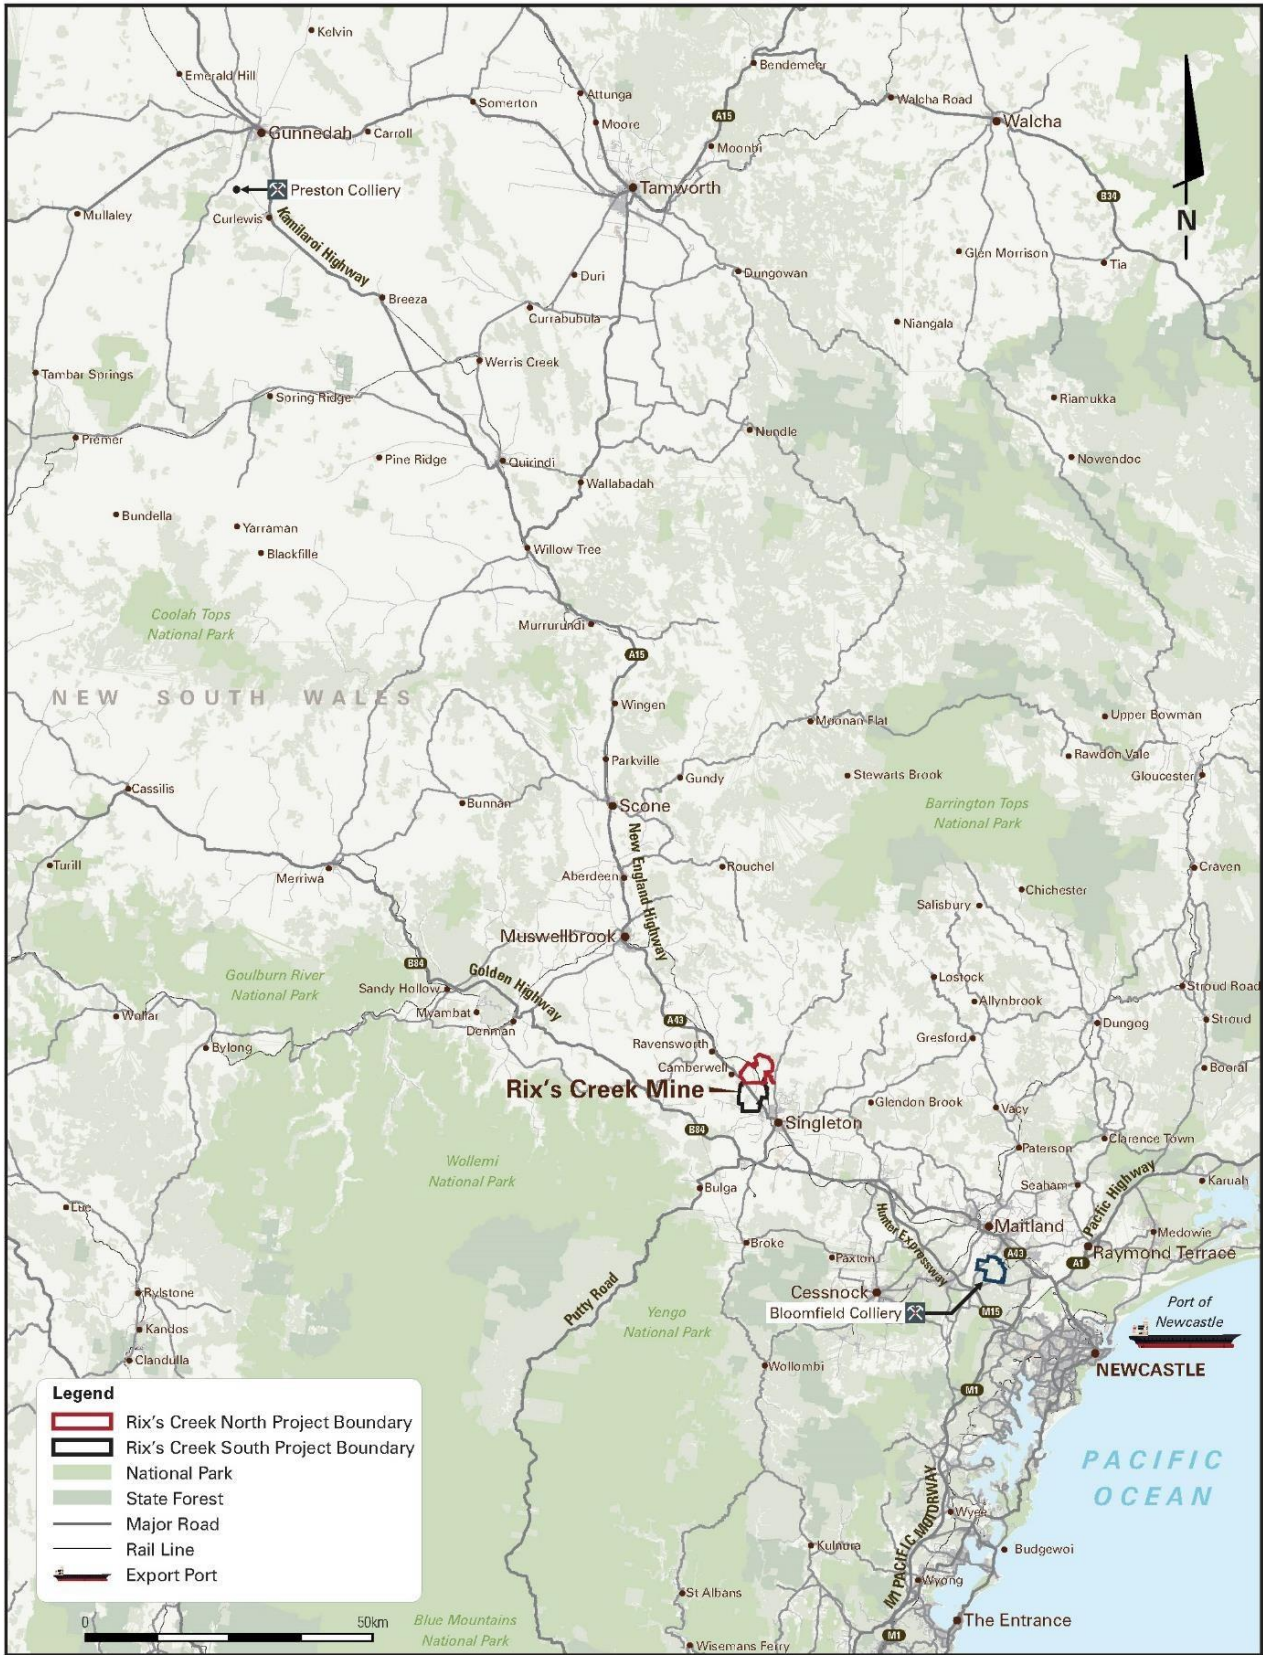 Kelvin
Emerald Hill
Bendemeer
Attunga
Somerton
Walcha Road
A15
Moore
Walcha
Gunnedah
Carroll
Moonbi
Preston Colliery
Tamworth
B34
Mullaley
Curlewis
N
Kamilaroi Highway
Glen Morrison
Tia
Duri
Dungowan
Breeza
Currabubula
Niangala
Werris Creek
Tambar Springs
Spring Ridge
Riamukka
Premer
Nundle
Pine Ridge
Quirindi
Nowendoc
Wallabadah
Bundella
Yarraman
Blackfille
Willow Tree
Coolah Tops
National Park
Murrurundi
A15
NEW SOUTH WALES
Wingen
Moonan Flat
Upper Bowman
Parkville
Rawdon Vale
Gundy
Stewarts Brook
Gloucester
Cassilis
Bunnan
Scone
Barrington Tops
National Park
New England Highway
Turill
Merriwa
Aberdeen
Rouchel
Craven
Chichester
Salisbury
Muswellbrook
B84
Golden Highway
Goulburn River
National Park
Sandy Hollow
Lostock
Stroud Road
Allynbrook
Wollar
Myambat
Denman
A43
Dungog
Stroud
Bylong
Ravensworth
Gresford
Camberwell
Booral
Rix's Creek Mine
Glendon Brook
Vacy
Singleton
B84
Clarence Town
Paterson
Wollemi
National Park
Bulga
Seaham
Pacific Highway
Karuah
Lue
Hunter Expressway
Maitland
Medowie
Broke
Paxton
A43
Raymond Terrace
A1
Putty Road
Rylstone
Cessnock
Port of
Newcastle
Bloomfield Colliery
M15
Yengo
National Park
Kandos
Clandulla
Wollombi
NEWCASTLE
M1
Legend
Rix's Creek North Project Boundary
Rix's Creek South Project Boundary
National Park
State Forest
Major Road
Rail Line
Export Port
PACIFIC
OCEAN
M1 PACIFIC MOTORWAY
Wyee
Kulnura
Budgewoi
Wyong
St Albans
0
50km
Blue Mountains
National Park
The Entrance
M1
Wisemans Ferry